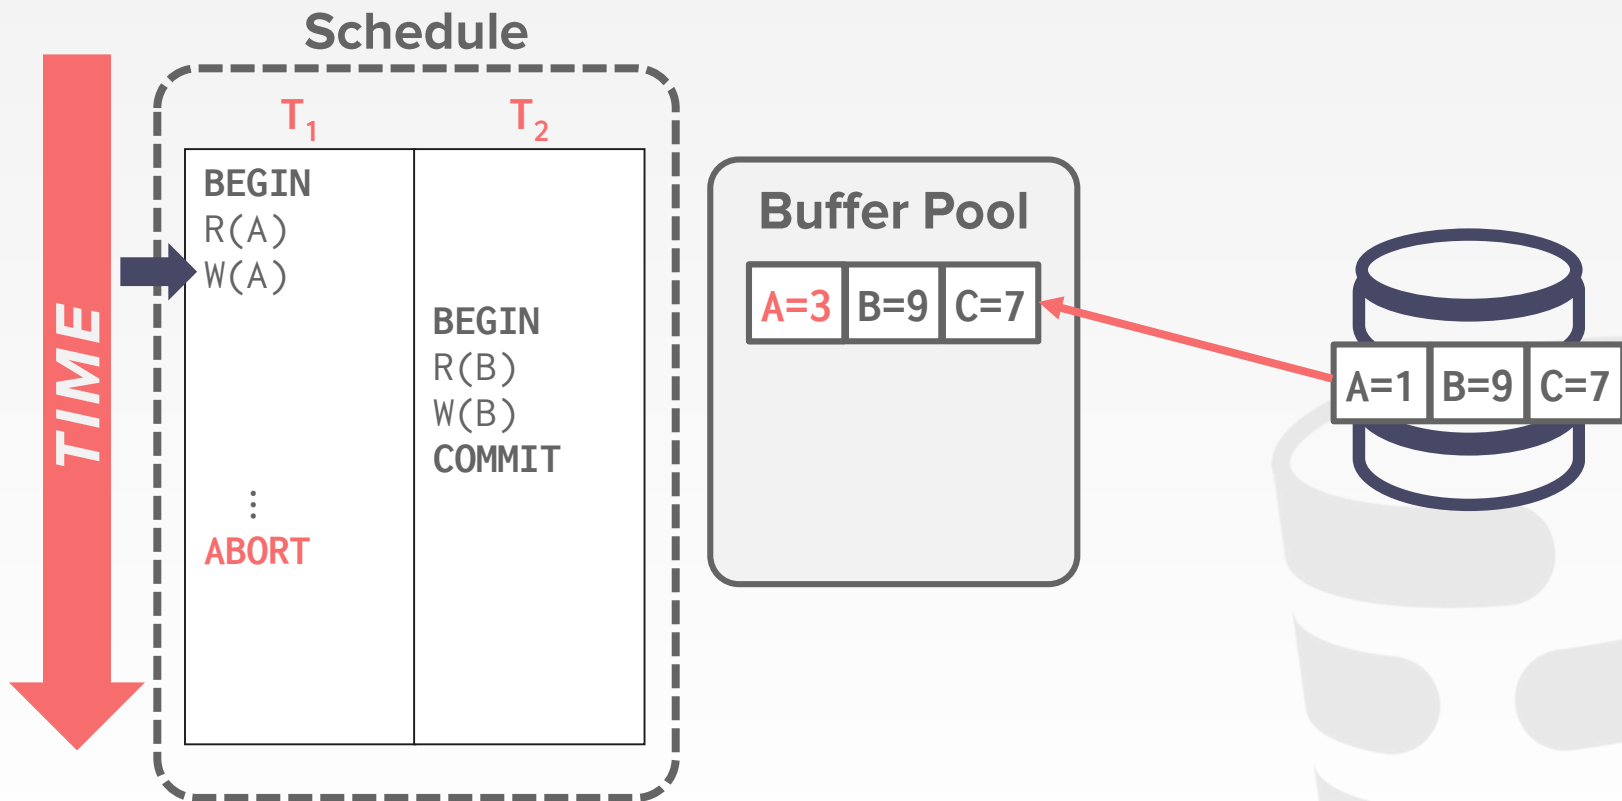 Schedule
TIME
T₁ T₂
BEGIN
R(A)
W(A)
BEGIN
R(B)
W(B)
COMMIT
⋮
ABORT
Buffer Pool
A=3 B=9 C=7
A=1 B=9 C=7